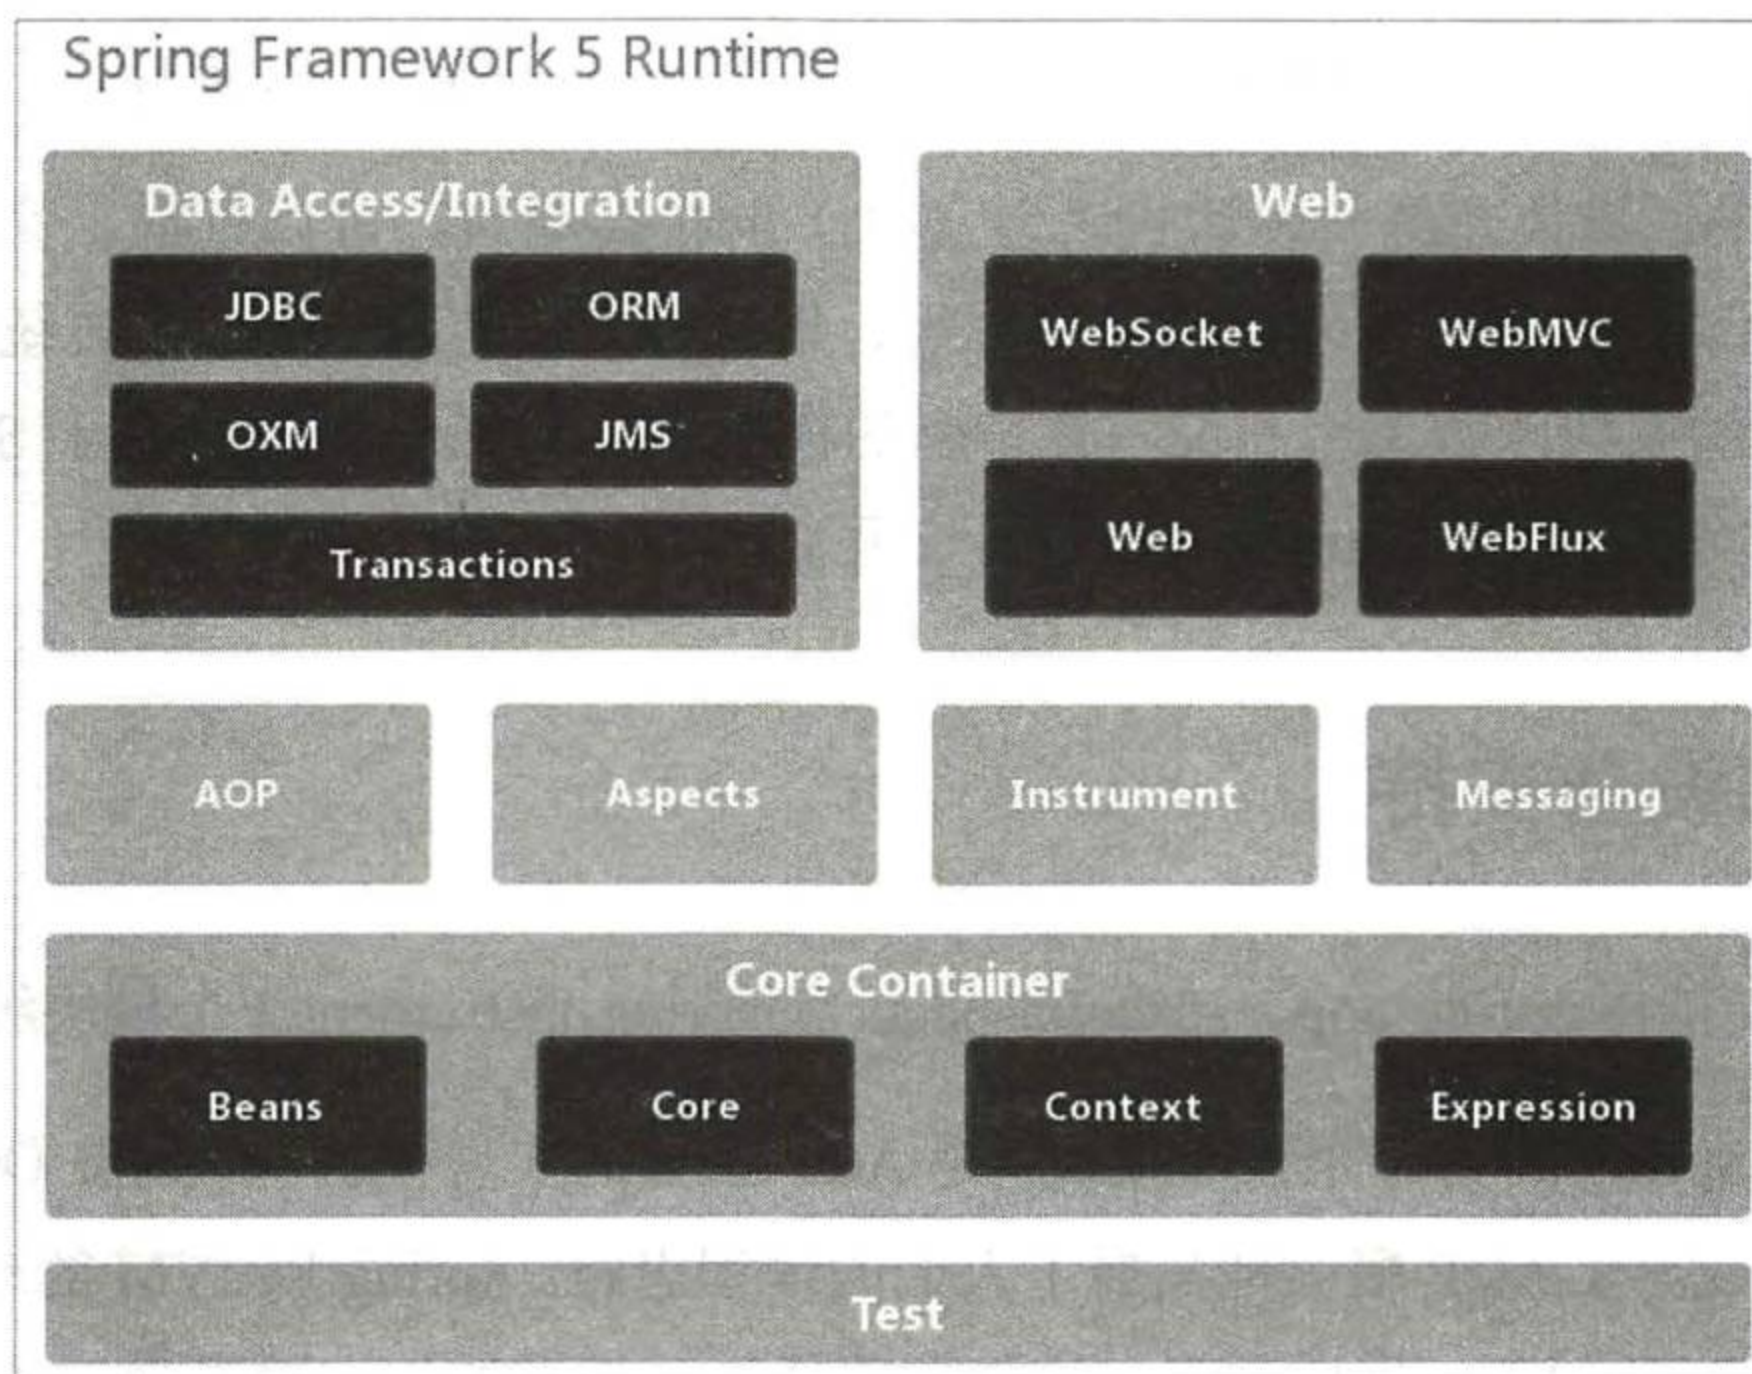 Spring Framework 5 Runtime
Data Access/Integration
JDBC
ORM
OXM
JMS
Transactions
Web
WebSocket
WebMVC
Web
WebFlux
AOP
Aspects
Instrument
Messaging
Core Container
Beans
Core
Context
Expression
Test